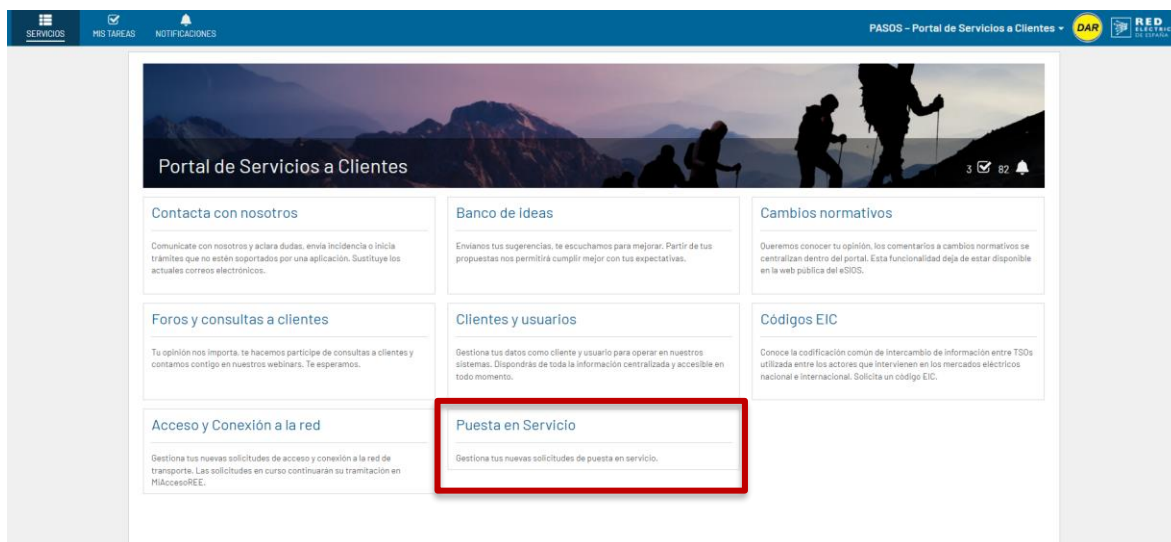 SERVICIOS
MIS TAREAS
NOTIFICACIONES
PASOS - Portal de Servicios a Clientes
DAR
RED
ELÉCTRICA
DE ESPAÑA
Portal de Servicios a Clientes
3
82
Contacta con nosotros
Comunícate con nosotros y aclara dudas, envía incidencia o inicia
trámites que no estén soportados por una aplicación. Sustituye los
actuales correos electrónicos.
Banco de ideas
Envíanos tus sugerencias, te escuchamos para mejorar. Partir de tus
propuestas nos permitirá cumplir mejor con tus expectativas.
Cambios normativos
Queremos conocer tu opinión, los comentarios a cambios normativos se
centralizan dentro del portal. Esta funcionalidad deja de estar disponible
en la web pública del eSIOS.
Foros y consultas a clientes
Tu opinión nos importa, te hacemos partícipe de consultas a clientes y
contamos contigo en nuestros webinars. Te esperamos.
Clientes y usuarios
Gestiona tus datos como cliente y usuario para operar en nuestros
sistemas. Dispondrás de toda la información centralizada y accesible en
todo momento.
Códigos EIC
Conoce la codificación común de intercambio de información entre TSOs
utilizada entre los actores que intervienen en los mercados eléctricos
nacional e internacional. Solicita un código EIC.
Acceso y Conexión a la red
Gestiona tus nuevas solicitudes de acceso y conexión a la red de
transporte. Las solicitudes en curso continuarán su tramitación en
MiAccesoREE.
Puesta en Servicio
Gestiona tus nuevas solicitudes de puesta en servicio.